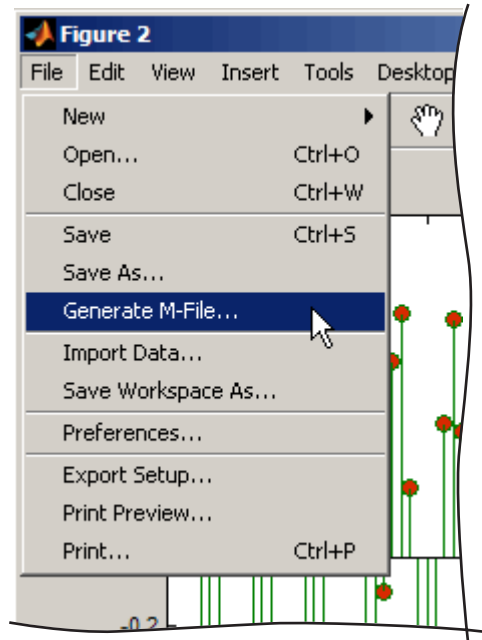 Figure 2
File Edit View Insert Tools Desktop
New
Open... Ctrl+O
Close Ctrl+W
Save Ctrl+S
Save As...
Generate M-File...
Import Data...
Save Workspace As...
Preferences...
Export Setup...
Print Preview...
Print... Ctrl+P
-0.2